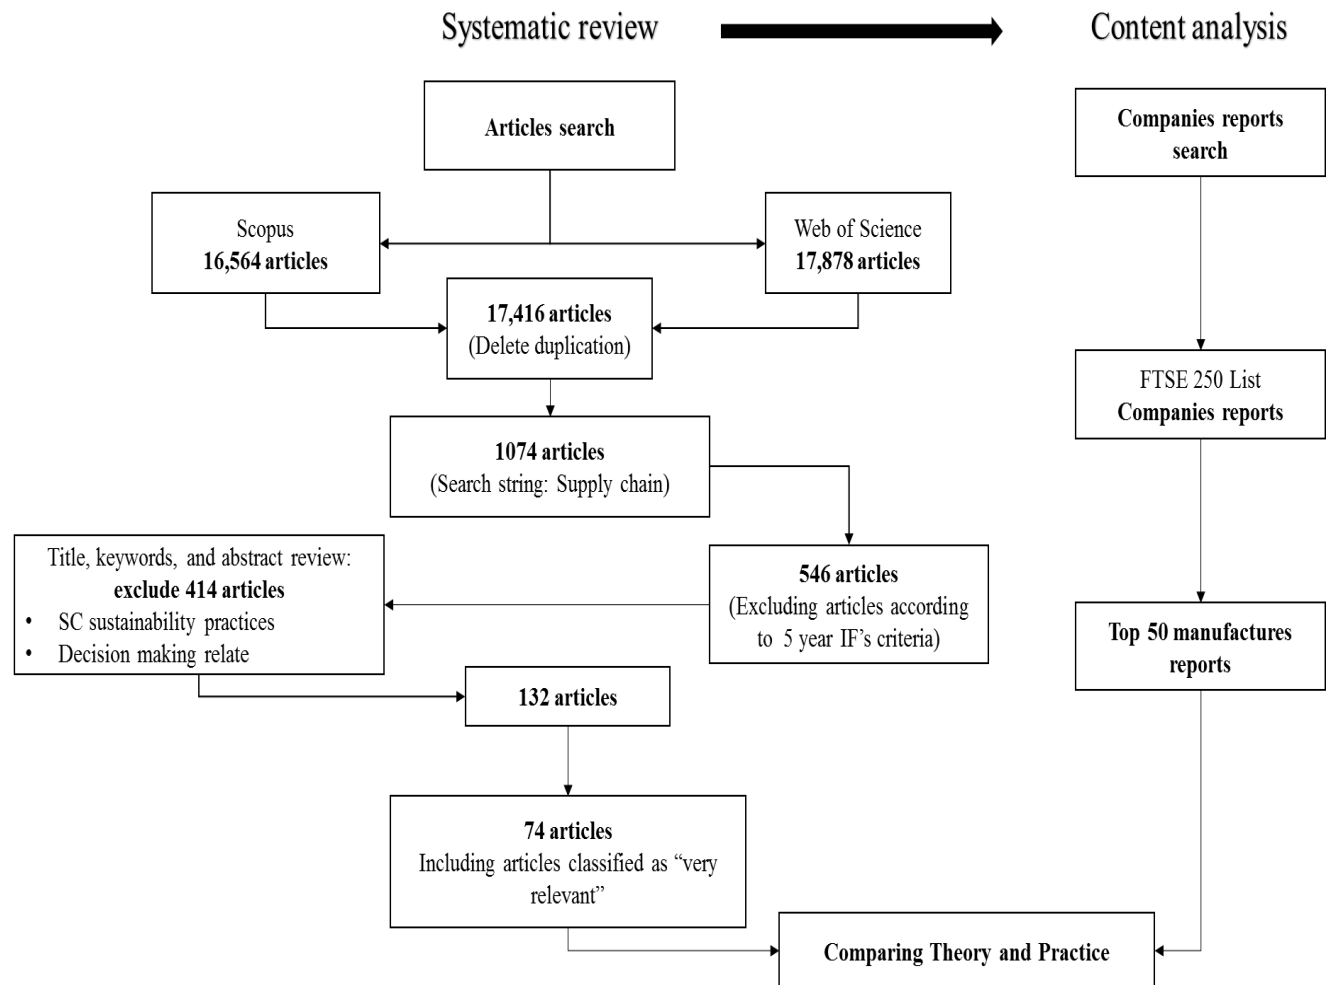 Systematic review
Content analysis
Articles search
Companies reports
search
Scopus
16,564 articles
Web of Science
17,878 articles
17,416 articles
(Delete duplication)
FTSE 250 List
Companies reports
1074 articles
(Search string: Supply chain)
Title, keywords, and abstract review:
exclude 414 articles
• SC sustainability practices
• Decision making relate
546 articles
(Excluding articles according
to 5 year IF's criteria)
Top 50 manufactures
reports
132 articles
74 articles
Including articles classified as “very
relevant”
Comparing Theory and Practice